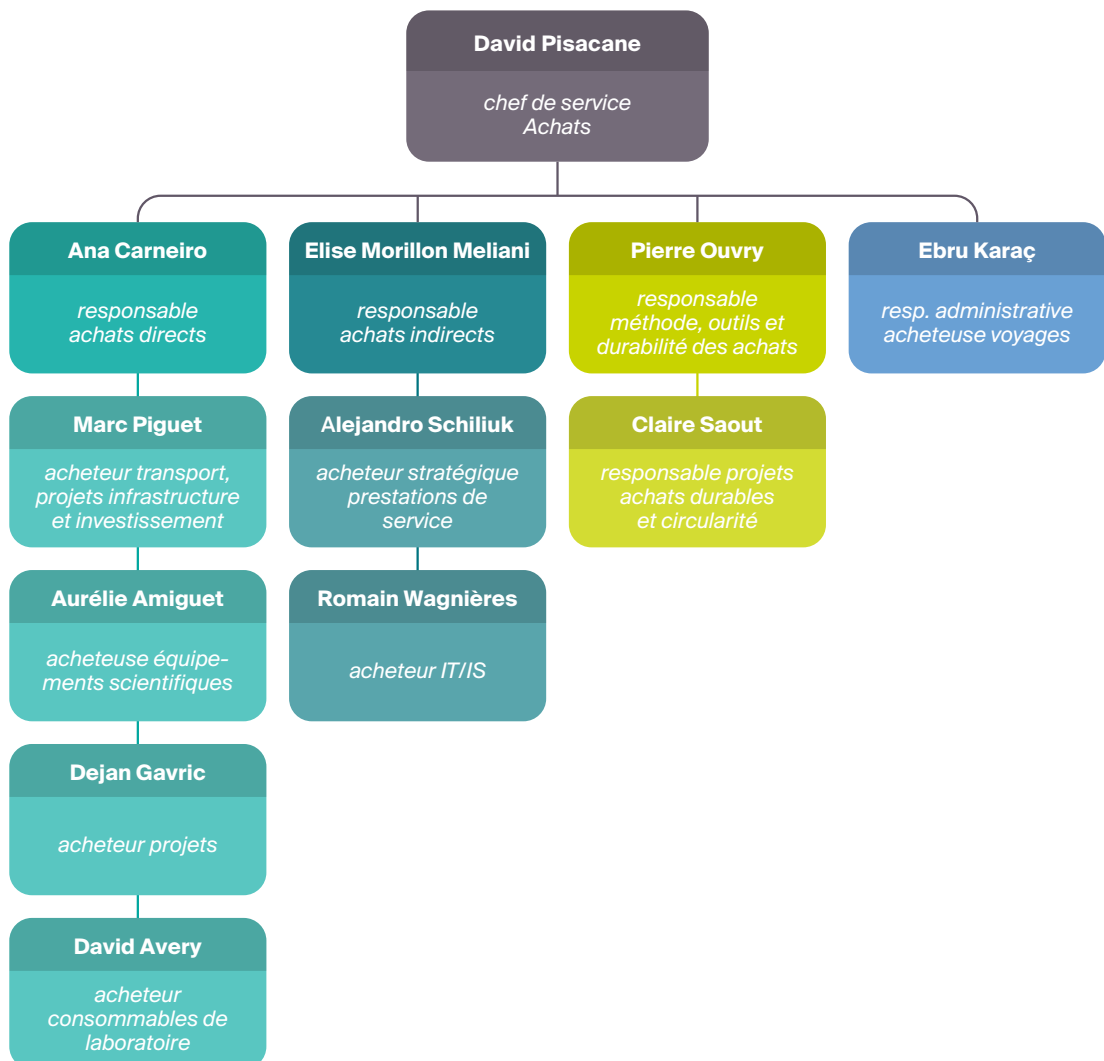 David Pisacane
chef de service
Achats
Ana Carneiro
responsable
achats directs
Elise Morillon Meliani
responsable
achats indirects
Pierre Ouvry
responsable
méthode, outils et
durabilité des achats
Ebru Karaç
resp. administrative
acheteuse voyages
Marc Piguet
acheteur transport,
projets infrastructure
et investissement
Alejandro Schiliuk
acheteur stratégique
prestations de
service
Claire Saout
responsable projets
achats durables
et circularité
Aurélie Amiguet
acheteuse équipe-
ments scientifiques
Romain Wagnières
acheteur IT/IS
Dejan Gavric
acheteur projets
David Avery
acheteur
consommables de
laboratoire